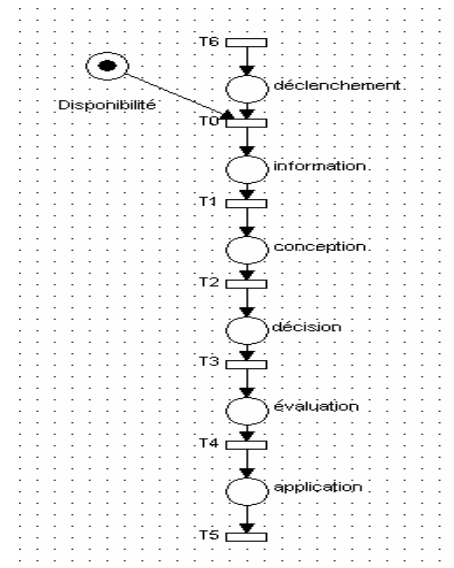 T6
déclenchement.
Disponibilité
T0
information.
T1
conception.
T2
décision
T3
évaluation
T4
application
T5